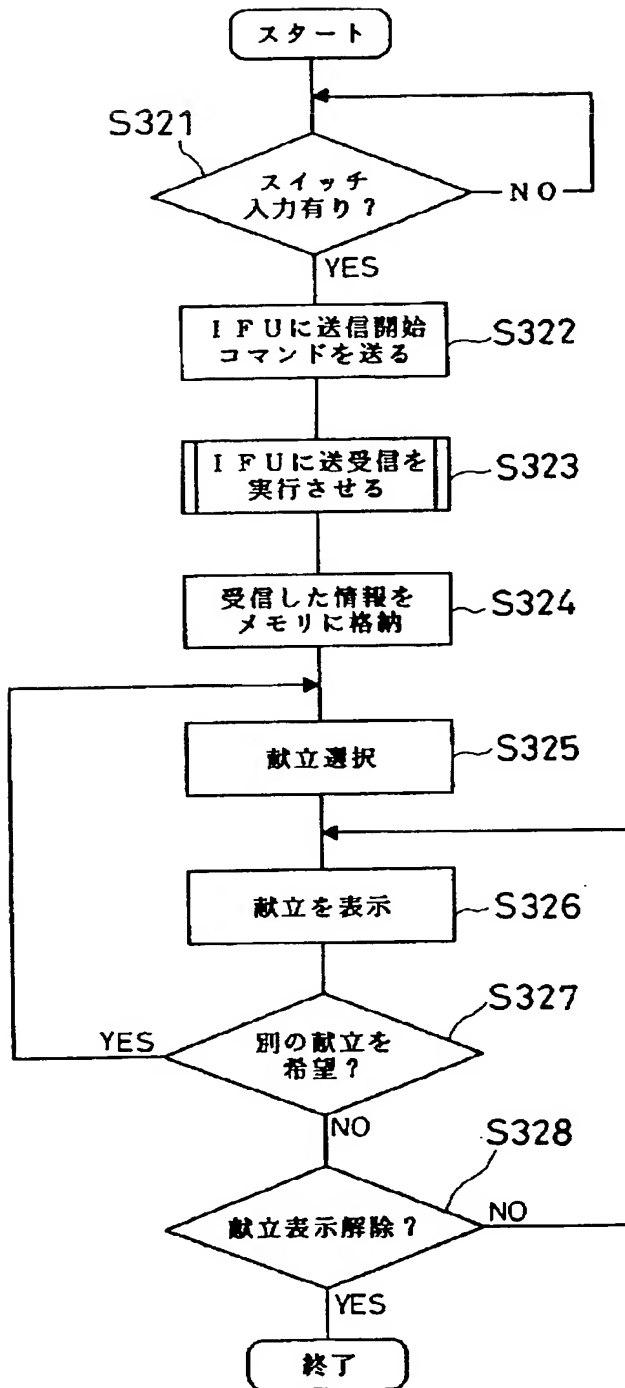 スタート
S321
スイッチ
入力有り？
NO
YES
ＩＦＵに送信開始
コマンドを送る
S322
ＩＦＵに送受信を
実行させる
S323
受信した情報を
メモリに格納
S324
献立選択
S325
献立を表示
S326
S327
別の献立を
希望？
YES
NO
S328
献立表示解除？
NO
YES
終了